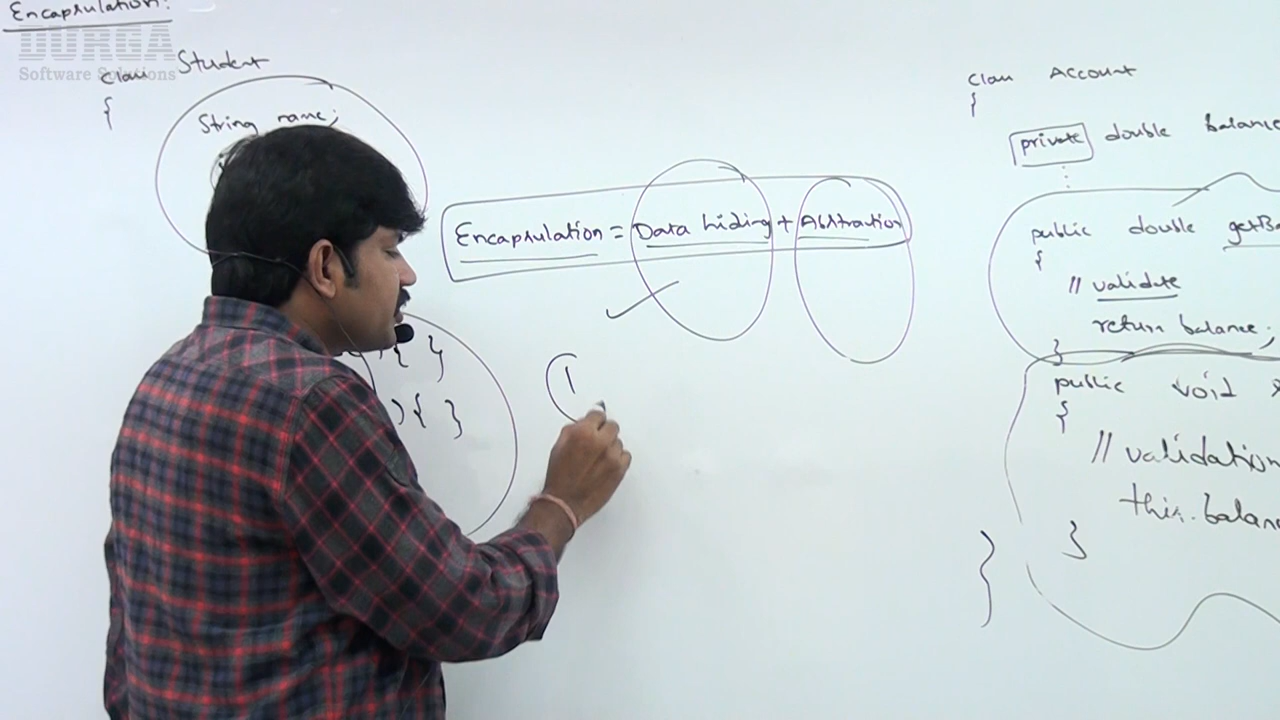 Encapsulation:
DURGA
Software Solutions
class Student
{
String name;
{ }
) { }
Encapsulation = Data hiding + Abstraction
1
class Account
{
private double balance
public double getBa
{
// validate
return balance;
}
public void
{
// validation
this.balan
}
}